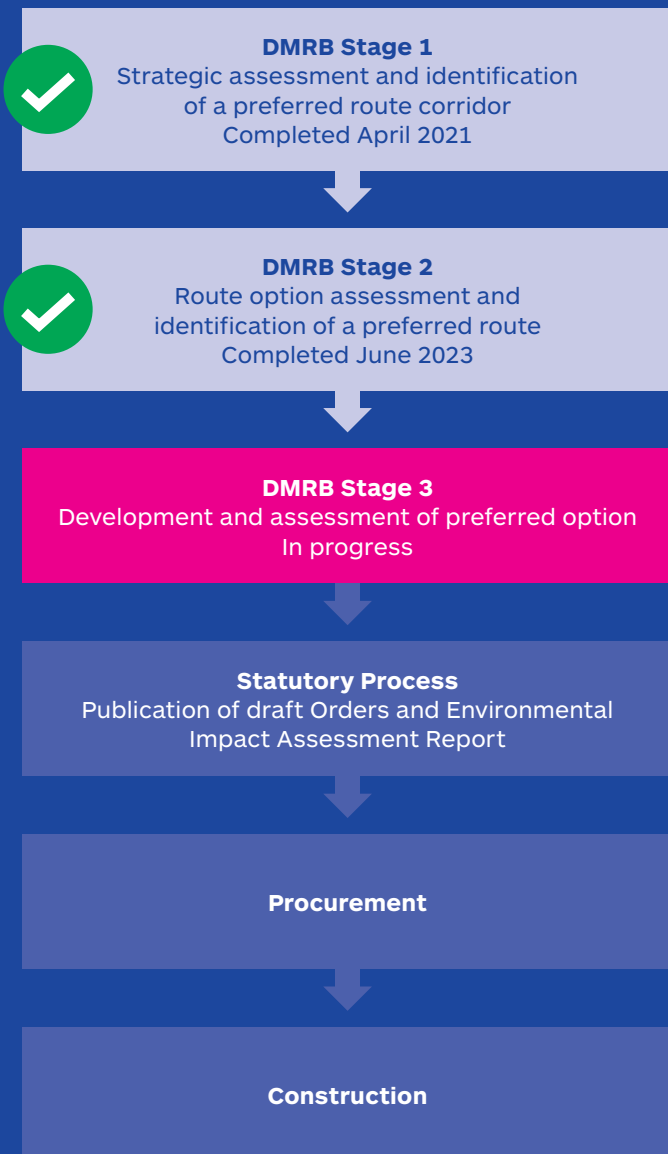 DMRB Stage 1
Strategic assessment and identification
of a preferred route corridor
Completed April 2021
DMRB Stage 2
Route option assessment and
identification of a preferred route
Completed June 2023
DMRB Stage 3
Development and assessment of preferred option
In progress
Statutory Process
Publication of draft Orders and Environmental
Impact Assessment Report
Procurement
Construction